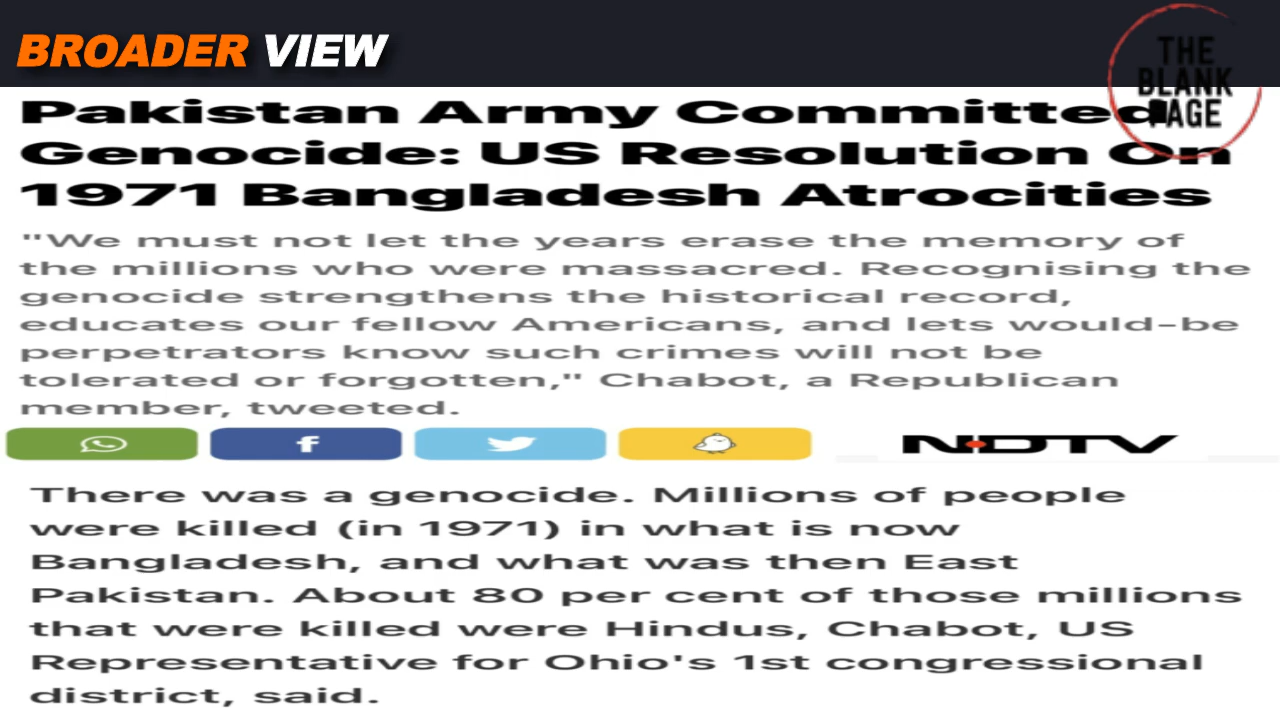 BROADER VIEW
THE
BLANK
PAGE
Pakistan Army Committed
Genocide: US Resolution On
1971 Bangladesh Atrocities
"We must not let the years erase the memory of
the millions who were massacred. Recognising the
genocide strengthens the historical record,
educates our fellow Americans, and lets would-be
perpetrators know such crimes will not be
tolerated or forgotten," Chabot, a Republican
member, tweeted.
f
NDTV
There was a genocide. Millions of people
were killed (in 1971) in what is now
Bangladesh, and what was then East
Pakistan. About 80 per cent of those millions
that were killed were Hindus, Chabot, US
Representative for Ohio's 1st congressional
district, said.